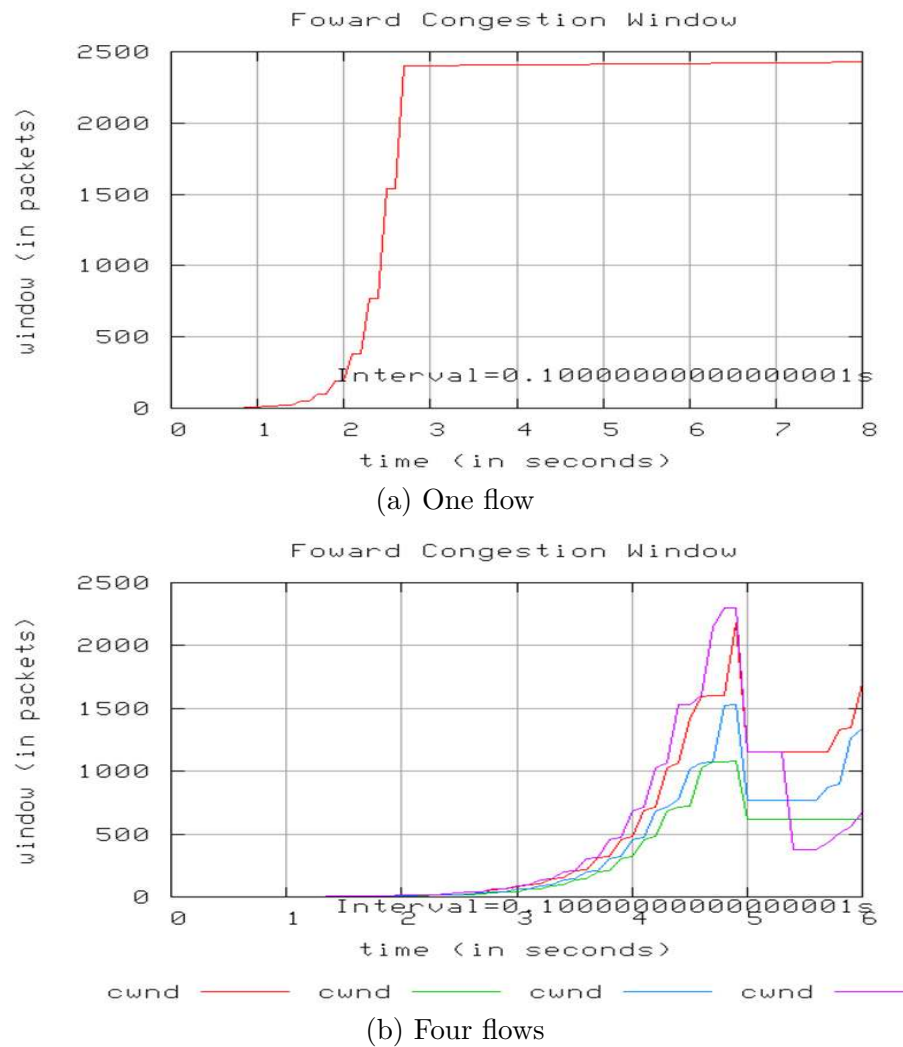 Foward Congestion Window
2500
2000
1500
1000
500
0
window (in packets)
Interval=0.100000000000000001s
0 1 2 3 4 5 6 7 8
time (in seconds)
(a) One flow
Foward Congestion Window
2500
2000
1500
1000
500
0
window (in packets)
Interval=0.100000000000000001s
0 1 2 3 4 5 6
time (in seconds)
cwnd cwnd cwnd cwnd
(b) Four flows